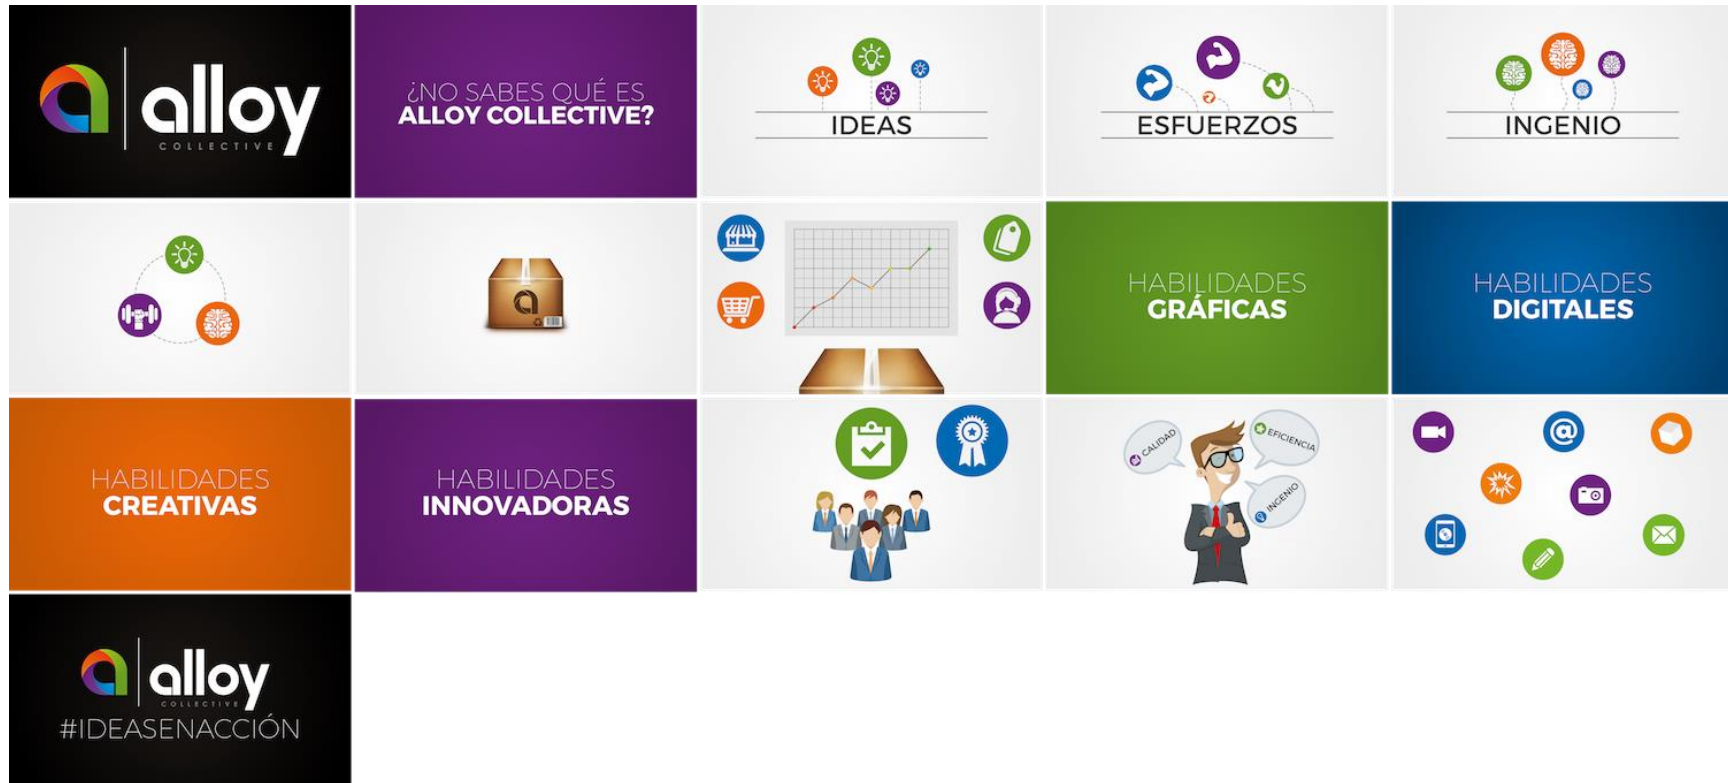 alloy
COLLECTIVE
¿NO SABES QUÉ ES
ALLOY COLLECTIVE?
IDEAS
ESFUERZOS
INGENIO
HABILIDADES
GRÁFICAS
HABILIDADES
DIGITALES
HABILIDADES
CREATIVAS
HABILIDADES
INNOVADORAS
CALIDAD
EFICIENCIA
INGENIO
alloy
COLLECTIVE
#IDEASENACCIÓN